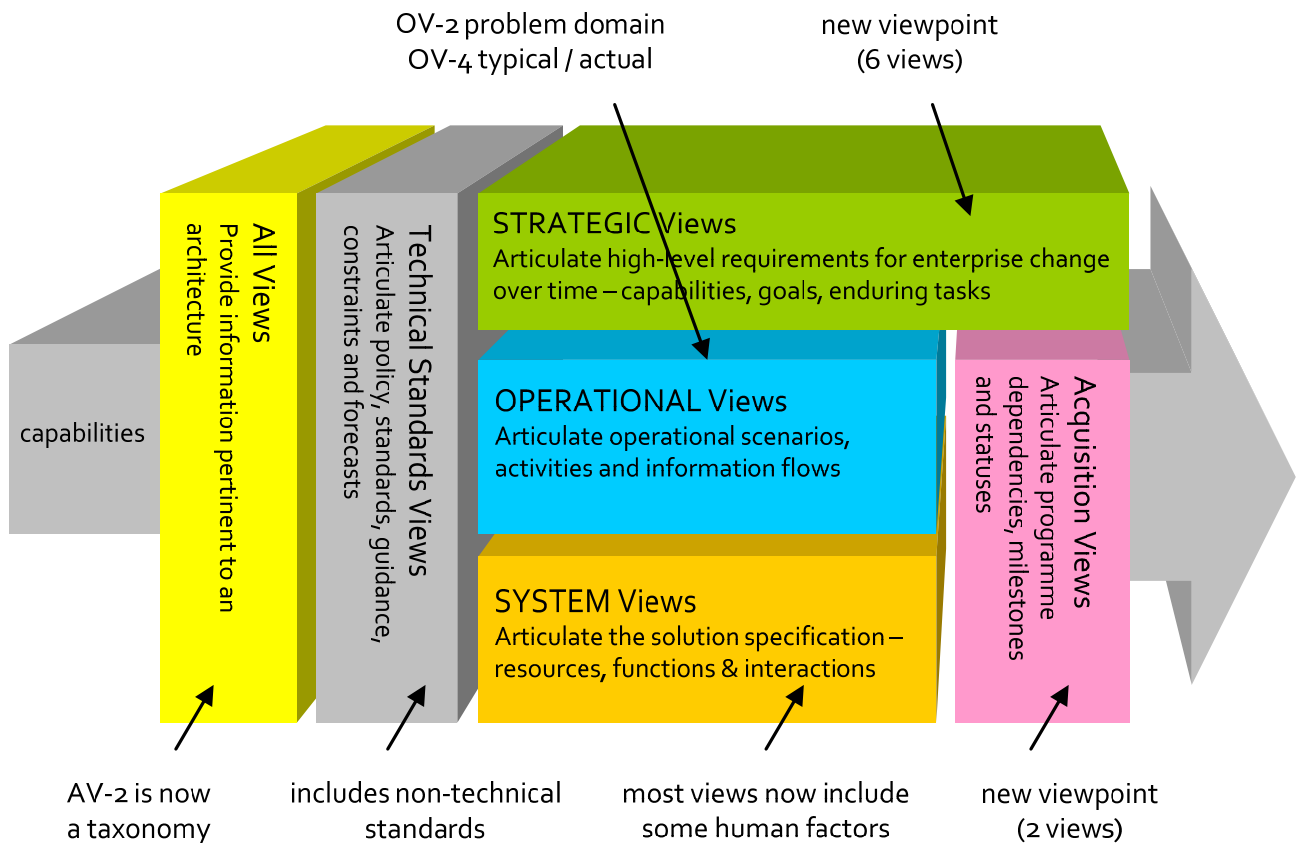 OV-2 problem domain
OV-4 typical / actual
new viewpoint
(6 views)
capabilities
All Views
Provide information pertinent to an
architecture
Technical Standards Views
Articulate policy, standards, guidance,
constraints and forecasts
STRATEGIC Views
Articulate high-level requirements for enterprise change
over time – capabilities, goals, enduring tasks
OPERATIONAL Views
Articulate operational scenarios,
activities and information flows
SYSTEM Views
Articulate the solution specification –
resources, functions & interactions
Acquisition Views
Articulate programme
dependencies, milestones
and statuses
AV-2 is now
a taxonomy
includes non-technical
standards
most views now include
some human factors
new viewpoint
(2 views)